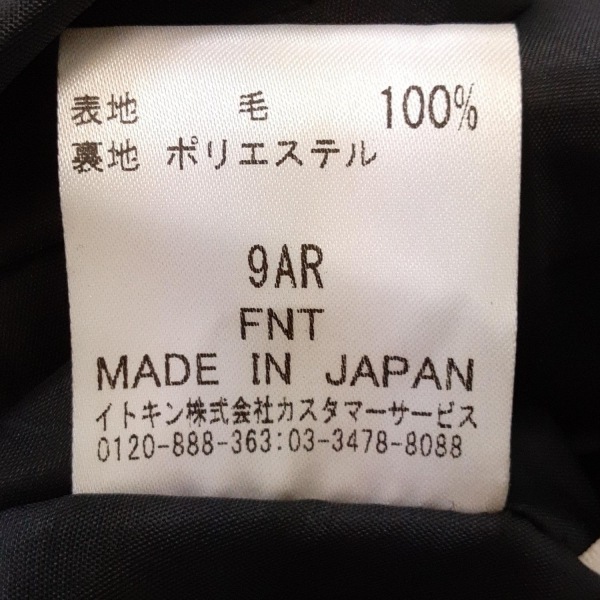 表地 毛 100%
裏地 ポリエステル
9AR
FNT
MADE IN JAPAN
イトキン株式会社カスタマーサービス
0120-888-363:03-3478-8088